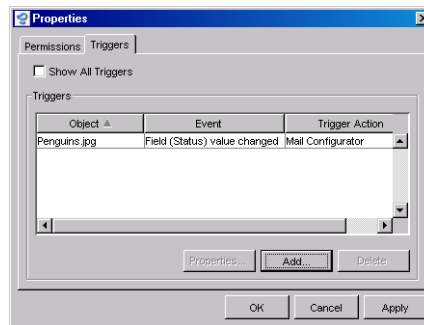 Properties
Permissions Triggers
Show All Triggers
Triggers
Object Event Trigger Action
Penguins.jpg Field (Status) value changed Mail Configurator
Properties... Add... Delete
OK Cancel Apply